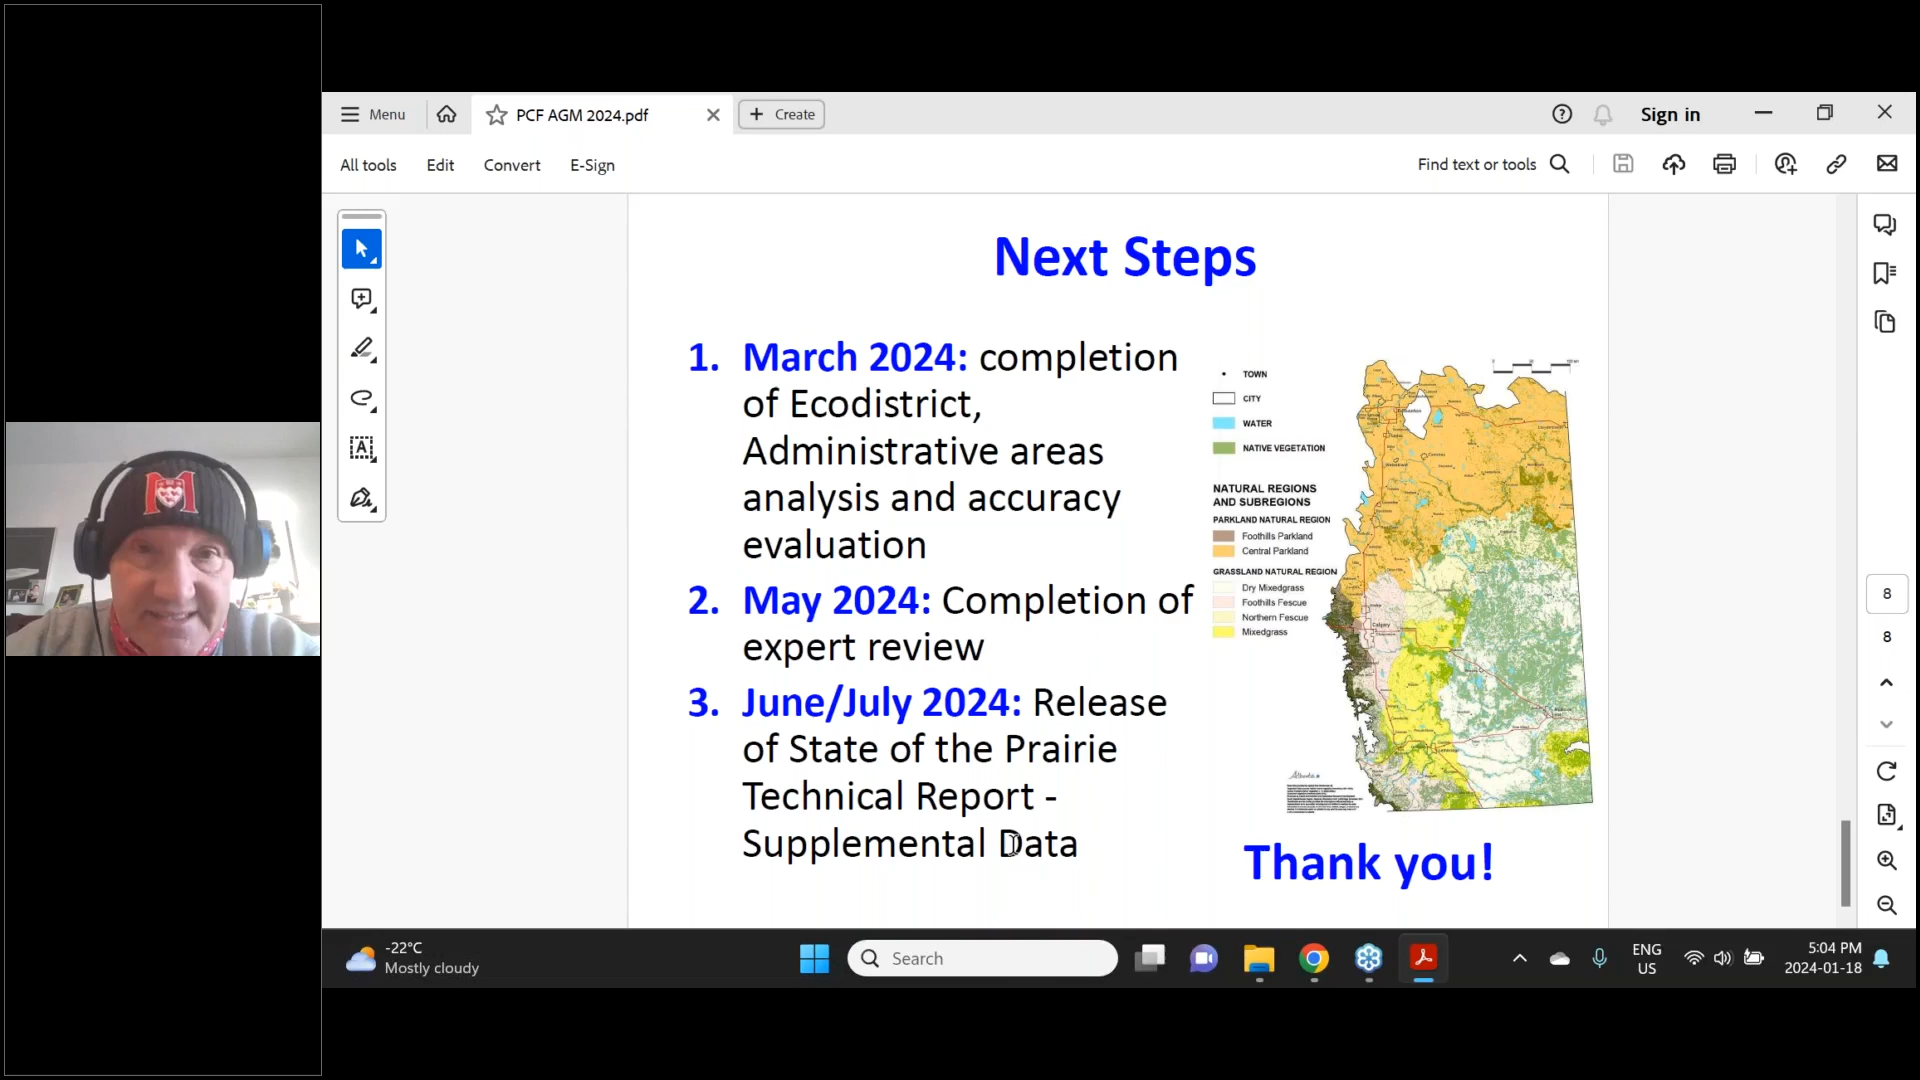 Menu
PCF AGM 2024.pdf
Create
Sign in
All tools
Edit
Convert
E-Sign
Find text or tools
Next Steps
1. March 2024: completion
of Ecodistrict,
Administrative areas
analysis and accuracy
evaluation
2. May 2024: Completion of
expert review
3. June/July 2024: Release
of State of the Prairie
Technical Report -
Supplemental Data
TOWN
CITY
WATER
NATIVE VEGETATION
NATURAL REGIONS
AND SUBREGIONS
PARKLAND NATURAL REGION
Foothills Parkland
Central Parkland
GRASSLAND NATURAL REGION
Dry Mixedgrass
Foothills Fescue
Northern Fescue
Mixedgrass
Calgary
Alberta
Thank you!
8
8
M
-22°C
Mostly cloudy
Search
ENG
US
5:04 PM
2024-01-18